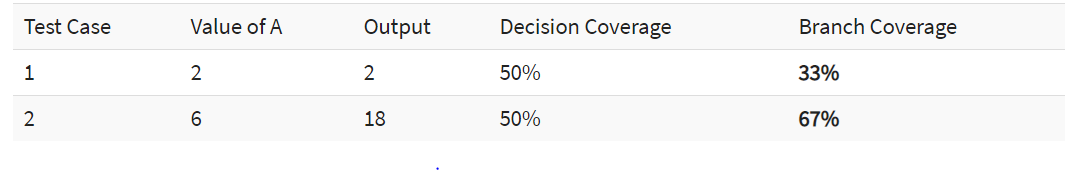 Test Case Value of A Output Decision Coverage Branch Coverage
1 2 2 50% 33%
2 6 18 50% 67%